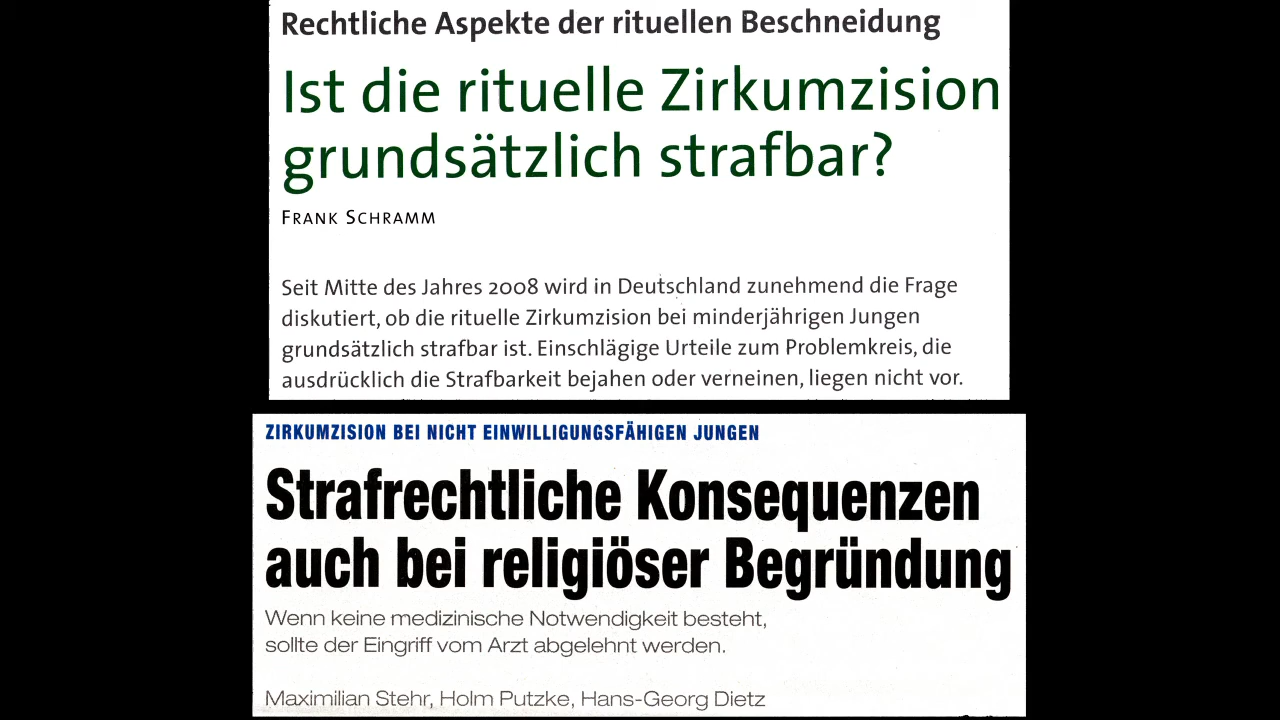 Rechtliche Aspekte der rituellen Beschneidung
Ist die rituelle Zirkumzision
grundsätzlich strafbar?
FRANK SCHRAMM
Seit Mitte des Jahres 2008 wird in Deutschland zunehmend die Frage
diskutiert, ob die rituelle Zirkumzision bei minderjährigen Jungen
grundsätzlich strafbar ist. Einschlägige Urteile zum Problemkreis, die
ausdrücklich die Strafbarkeit bejahen oder verneinen, liegen nicht vor.
ZIRKUMZISION BEI NICHT EINWILLIGUNGSFÄHIGEN JUNGEN
Strafrechtliche Konsequenzen
auch bei religiöser Begründung
Wenn keine medizinische Notwendigkeit besteht,
sollte der Eingriff vom Arzt abgelehnt werden.
Maximilian Stehr, Holm Putzke, Hans-Georg Dietz